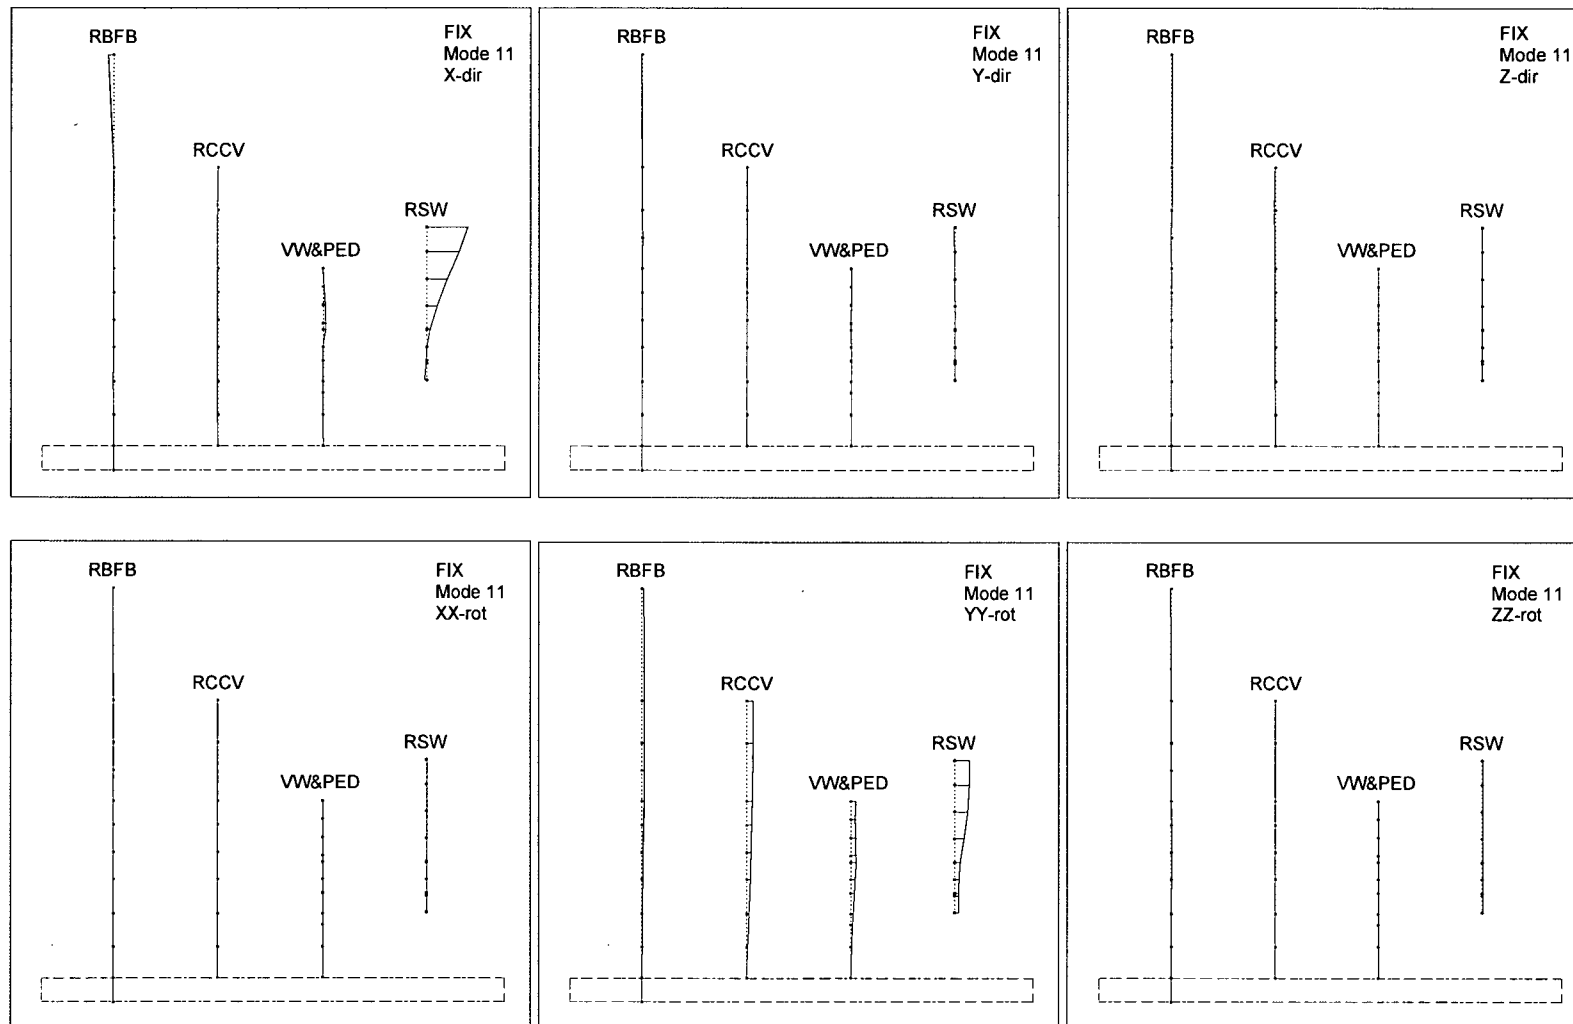 RBFB
FIX
Mode 11
X-dir
RCCV
RSW
VW&PED
RBFB
FIX
Mode 11
Y-dir
RCCV
RSW
VW&PED
RBFB
FIX
Mode 11
Z-dir
RCCV
RSW
VW&PED
RBFB
FIX
Mode 11
XX-rot
RCCV
RSW
VW&PED
RBFB
FIX
Mode 11
YY-rot
RCCV
RSW
VW&PED
RBFB
FIX
Mode 11
ZZ-rot
RCCV
RSW
VW&PED